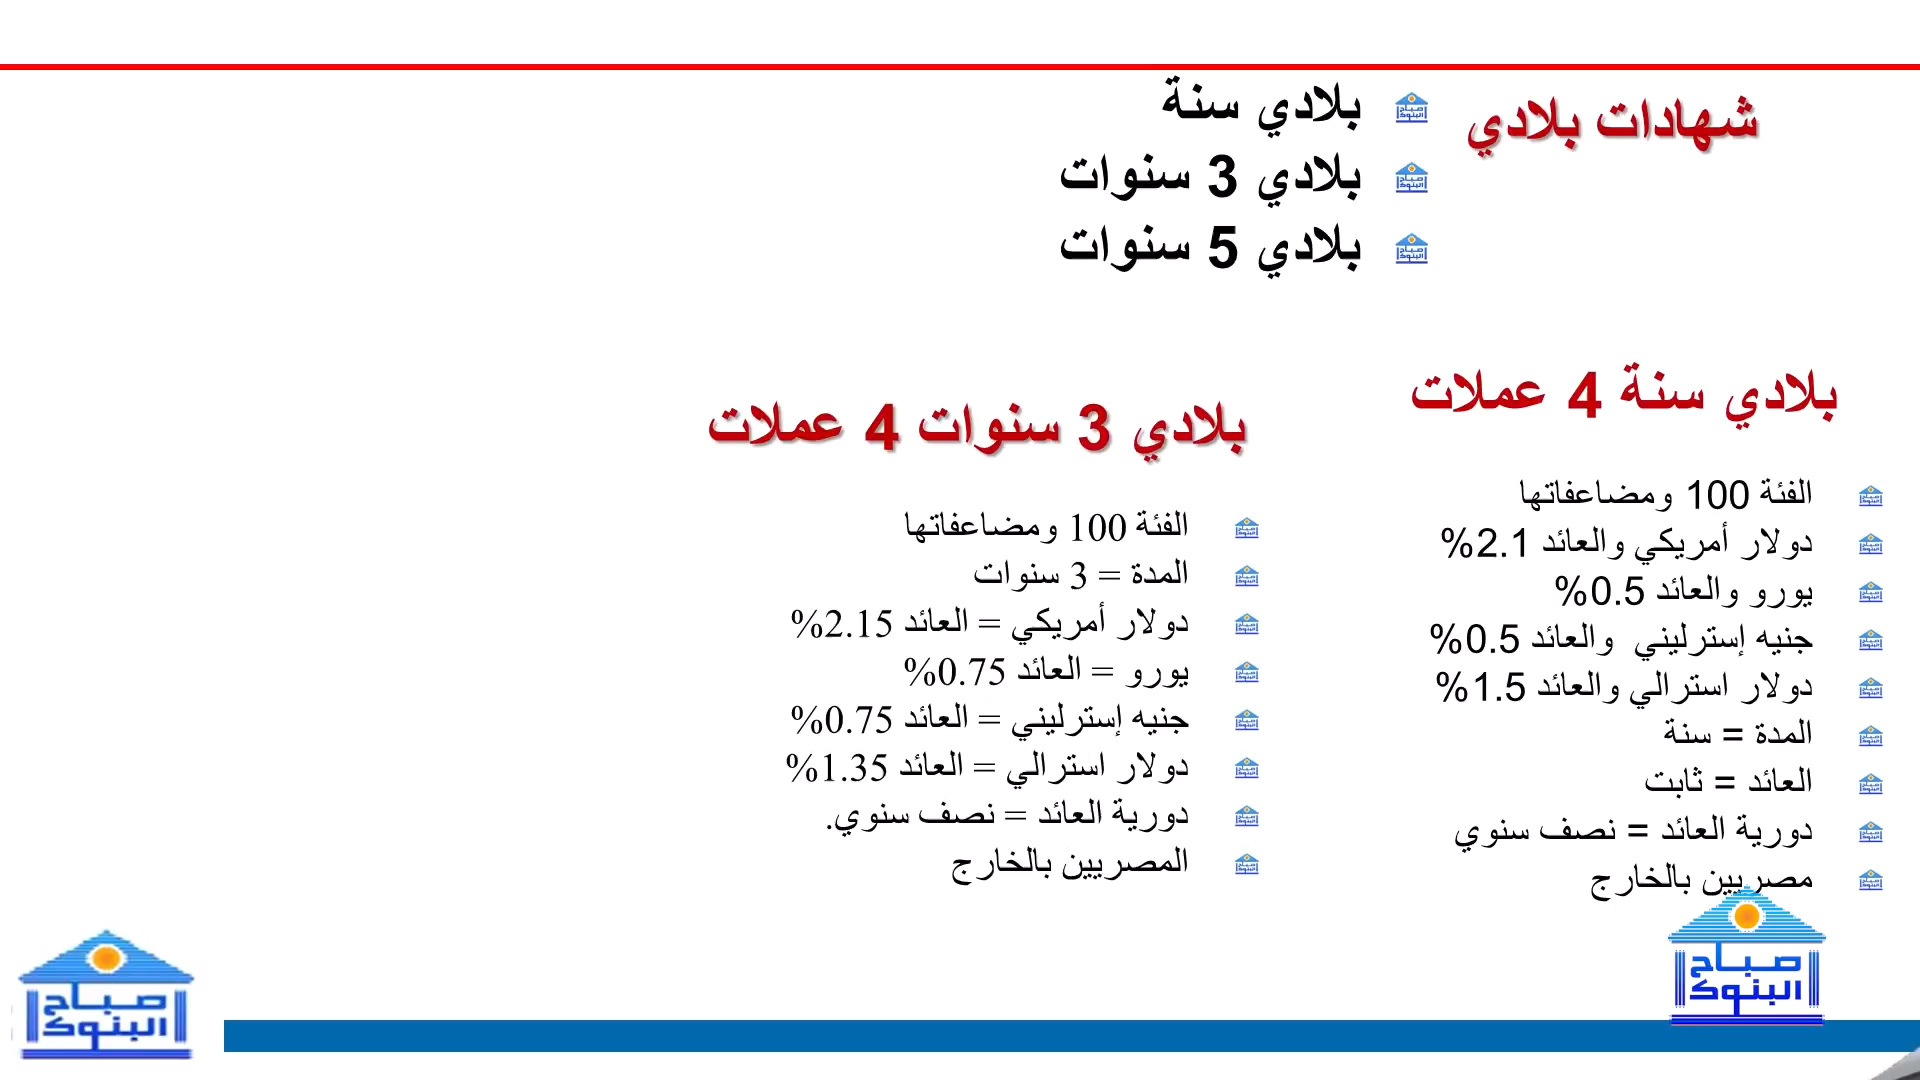 شهادات بلادي
بلادي سنة
بلادي 3 سنوات
بلادي 5 سنوات
بلادي سنة 4 عملات
الفئة 100 ومضاعفاتها
دولار أمريكي والعائد 2.1%
يورو والعائد 0.5%
جنيه إسترليني والعائد 0.5%
دولار استرالي والعائد 1.5%
المدة = سنة
العائد = ثابت
دورية العائد = نصف سنوي
مصريين بالخارج
بلادي 3 سنوات 4 عملات
الفئة 100 ومضاعفاتها
المدة = 3 سنوات
دولار أمريكي = العائد 2.15%
يورو = العائد 0.75%
جنيه إسترليني = العائد 0.75%
دولار استرالي = العائد 1.35%
دورية العائد = نصف سنوي.
المصريين بالخارج
صباح
البنوك
صباح
البنوك